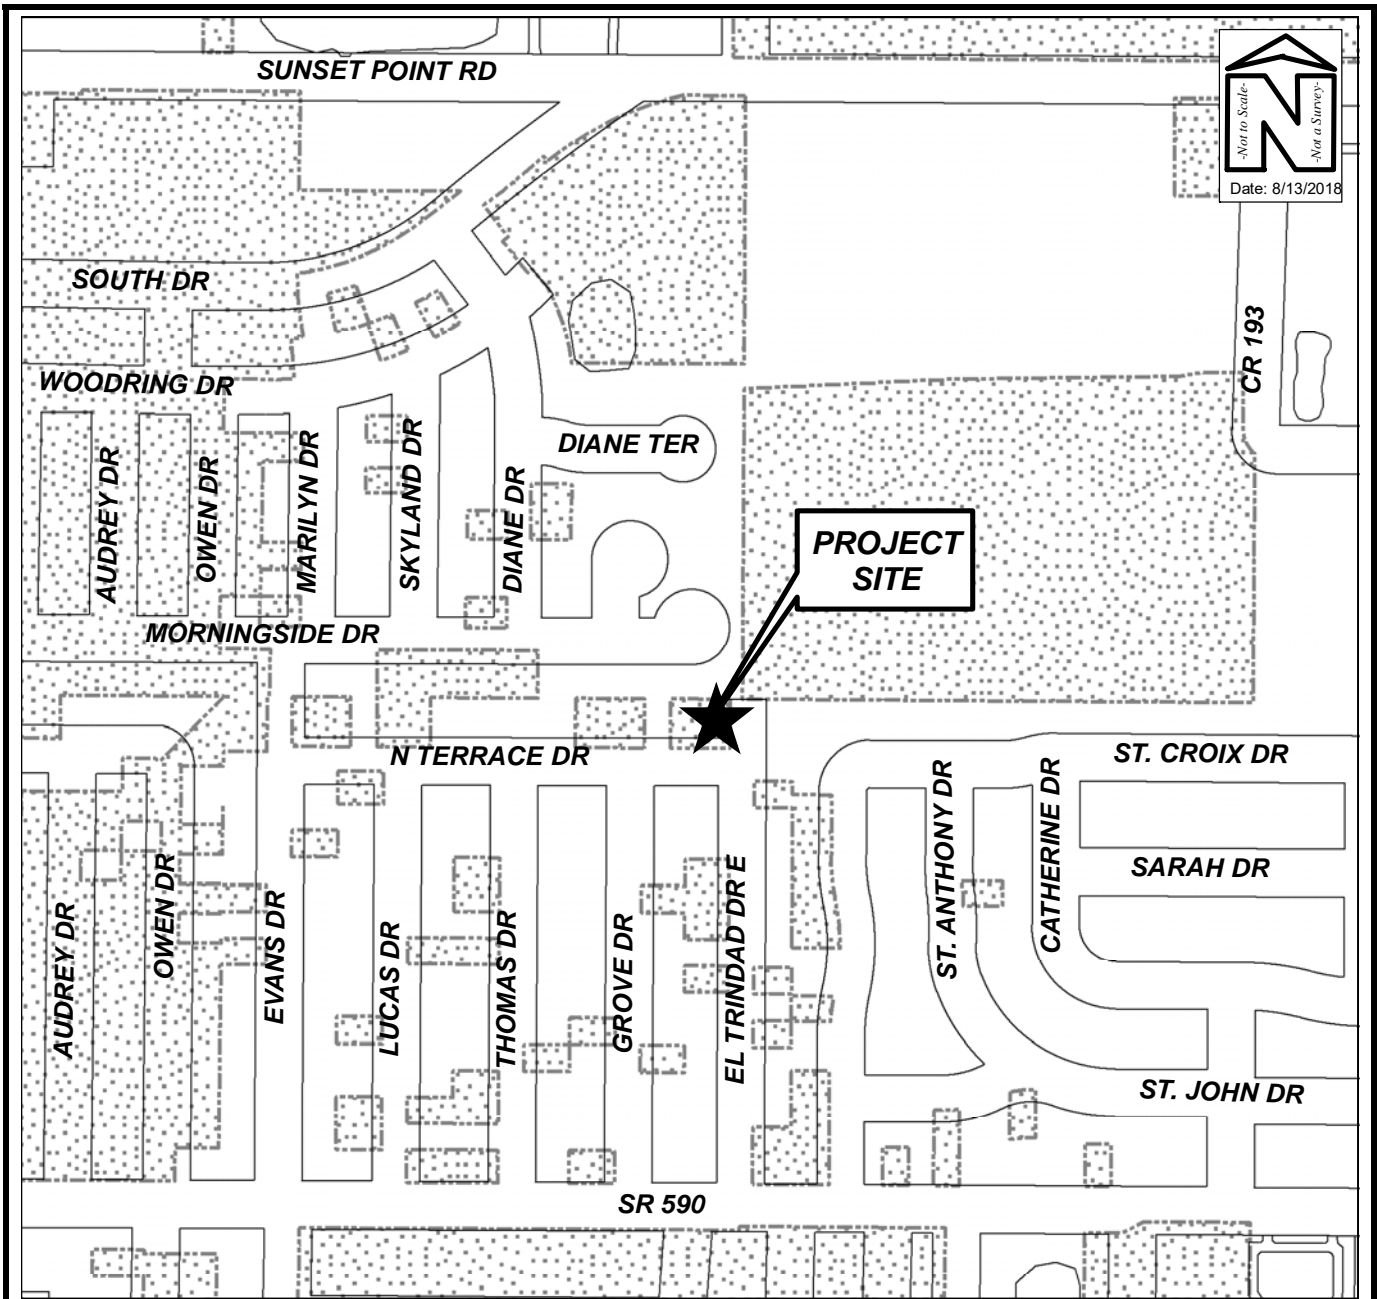 SUNSET POINT RD
-Not to Scale-
-Not a Survey-
Date: 8/13/2018
SOUTH DR
CR 193
WOODRING DR
DIANE TER
AUDREY DR
OWEN DR
MARILYN DR
SKYLAND DR
DIANE DR
PROJECT
SITE
MORNINGSIDE DR
N TERRACE DR
ST. CROIX DR
ST. ANTHONY DR
CATHERINE DR
SARAH DR
AUDREY DR
OWEN DR
EVANS DR
LUCAS DR
THOMAS DR
GROVE DR
EL TRINDAD DR E
ST. JOHN DR
SR 590
N